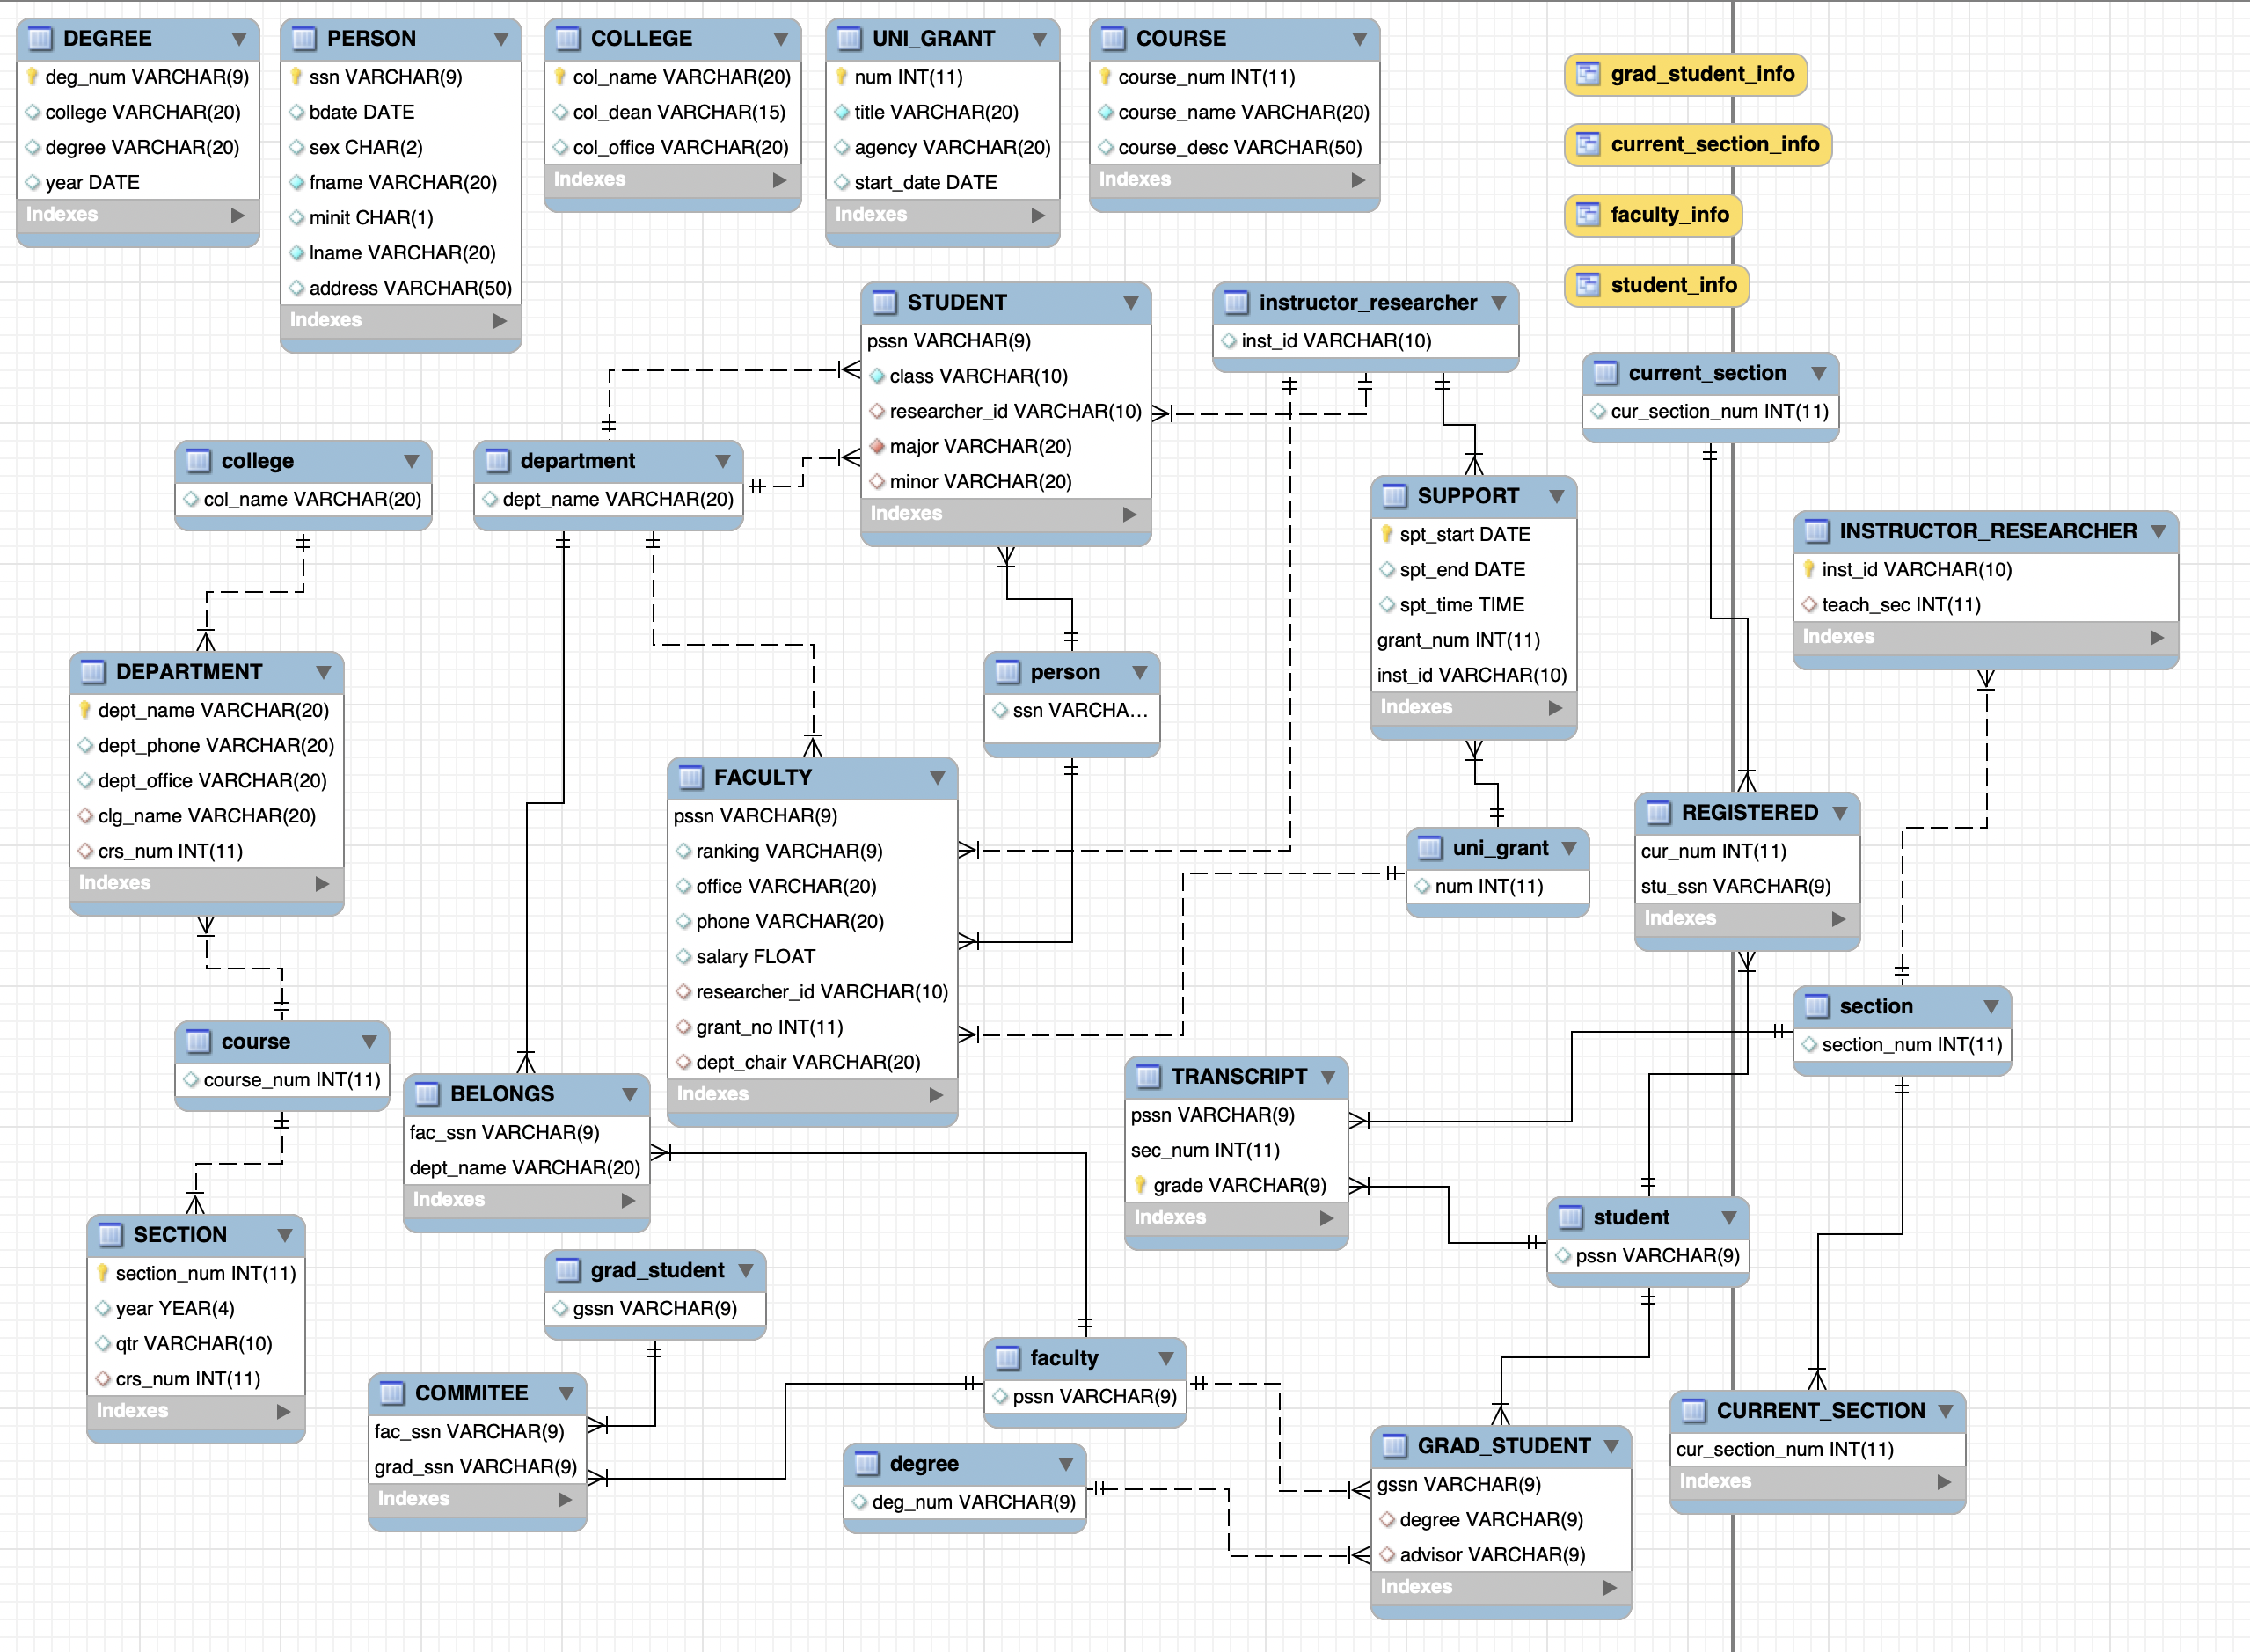 DEGREE
deg_num VARCHAR(9)
college VARCHAR(20)
degree VARCHAR(20)
year DATE
Indexes
PERSON
ssn VARCHAR(9)
bdate DATE
sex CHAR(2)
fname VARCHAR(20)
minit CHAR(1)
lname VARCHAR(20)
address VARCHAR(50)
Indexes
COLLEGE
col_name VARCHAR(20)
col_dean VARCHAR(15)
col_office VARCHAR(20)
Indexes
UNI_GRANT
num INT(11)
title VARCHAR(20)
agency VARCHAR(20)
start_date DATE
Indexes
COURSE
course_num INT(11)
course_name VARCHAR(20)
course_desc VARCHAR(50)
Indexes
grad_student_info
current_section_info
faculty_info
student_info
STUDENT
pssn VARCHAR(9)
class VARCHAR(10)
researcher_id VARCHAR(10)
major VARCHAR(20)
minor VARCHAR(20)
Indexes
instructor_researcher
inst_id VARCHAR(10)
current_section
cur_section_num INT(11)
college
col_name VARCHAR(20)
department
dept_name VARCHAR(20)
SUPPORT
spt_start DATE
spt_end DATE
spt_time TIME
grant_num INT(11)
inst_id VARCHAR(10)
Indexes
INSTRUCTOR_RESEARCHER
inst_id VARCHAR(10)
teach_sec INT(11)
Indexes
DEPARTMENT
dept_name VARCHAR(20)
dept_phone VARCHAR(20)
dept_office VARCHAR(20)
clg_name VARCHAR(20)
crs_num INT(11)
Indexes
person
ssn VARCHA...
FACULTY
pssn VARCHAR(9)
ranking VARCHAR(9)
office VARCHAR(20)
phone VARCHAR(20)
salary FLOAT
researcher_id VARCHAR(10)
grant_no INT(11)
dept_chair VARCHAR(20)
Indexes
uni_grant
num INT(11)
REGISTERED
cur_num INT(11)
stu_ssn VARCHAR(9)
Indexes
section
section_num INT(11)
course
course_num INT(11)
BELONGS
fac_ssn VARCHAR(9)
dept_name VARCHAR(20)
Indexes
TRANSCRIPT
pssn VARCHAR(9)
sec_num INT(11)
grade VARCHAR(9)
Indexes
student
pssn VARCHAR(9)
SECTION
section_num INT(11)
year YEAR(4)
qtr VARCHAR(10)
crs_num INT(11)
Indexes
grad_student
gssn VARCHAR(9)
COMMITEE
fac_ssn VARCHAR(9)
grad_ssn VARCHAR(9)
Indexes
faculty
pssn VARCHAR(9)
degree
deg_num VARCHAR(9)
GRAD_STUDENT
gssn VARCHAR(9)
degree VARCHAR(9)
advisor VARCHAR(9)
Indexes
CURRENT_SECTION
cur_section_num INT(11)
Indexes